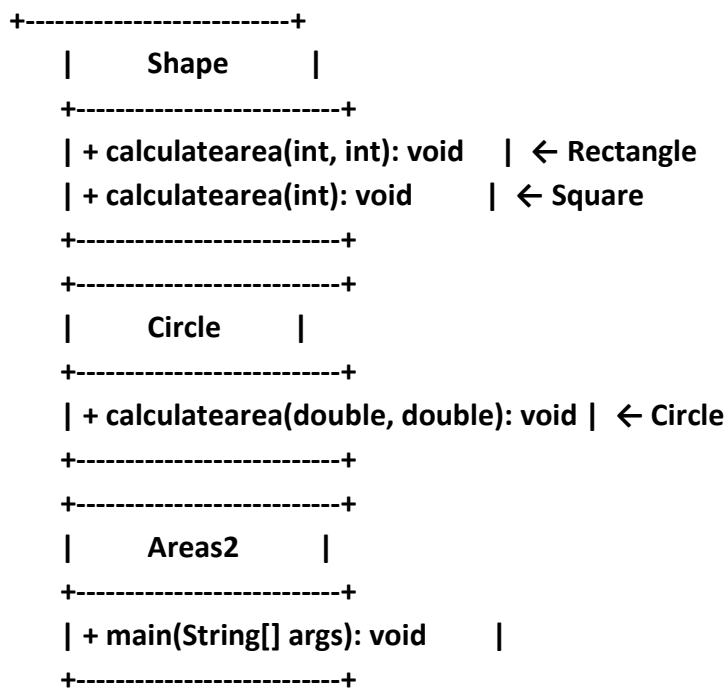 +---------------------------+
| Shape |
+---------------------------+
| + calculatearea(int, int): void | ← Rectangle
| + calculatearea(int): void | ← Square
+---------------------------+
+---------------------------+
| Circle |
+---------------------------+
| + calculatearea(double, double): void | ← Circle
+---------------------------+
+---------------------------+
| Areas2 |
+---------------------------+
| + main(String[] args): void |
+---------------------------+